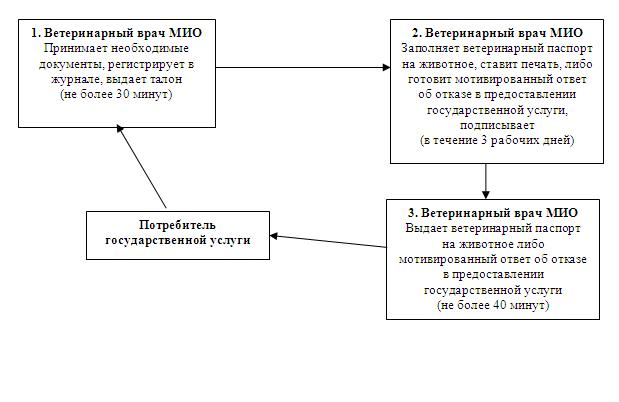 1. Ветеринарный врач МИО
Принимает необходимые
документы, регистрирует в
журнале, выдает талон
(не более 30 минут)
2. Ветеринарный врач МИО
Заполняет ветеринарный паспорт
на животное, ставит печать, либо
готовит мотивированный ответ
об отказе в предоставлении
государственной услуги,
подписывает
(в течение 3 рабочих дней)
3. Ветеринарный врач МИО
Выдает ветеринарный паспорт
на животное либо
мотивированный ответ об отказе
в предоставлении
государственной услуги
(не более 40 минут)
Потребитель
государственной услуги